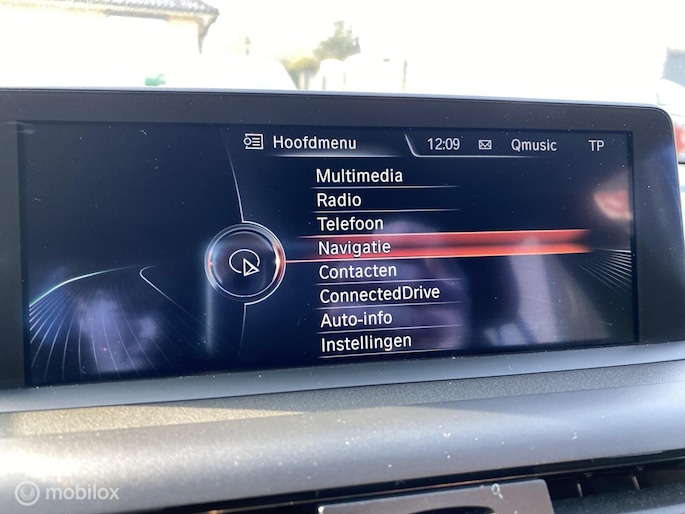 Hoofdmenu 12:09 Qmusic TP
Multimedia
Radio
Telefoon
Navigatie
Contacten
ConnectedDrive
Auto-info
Instellingen
mobilox